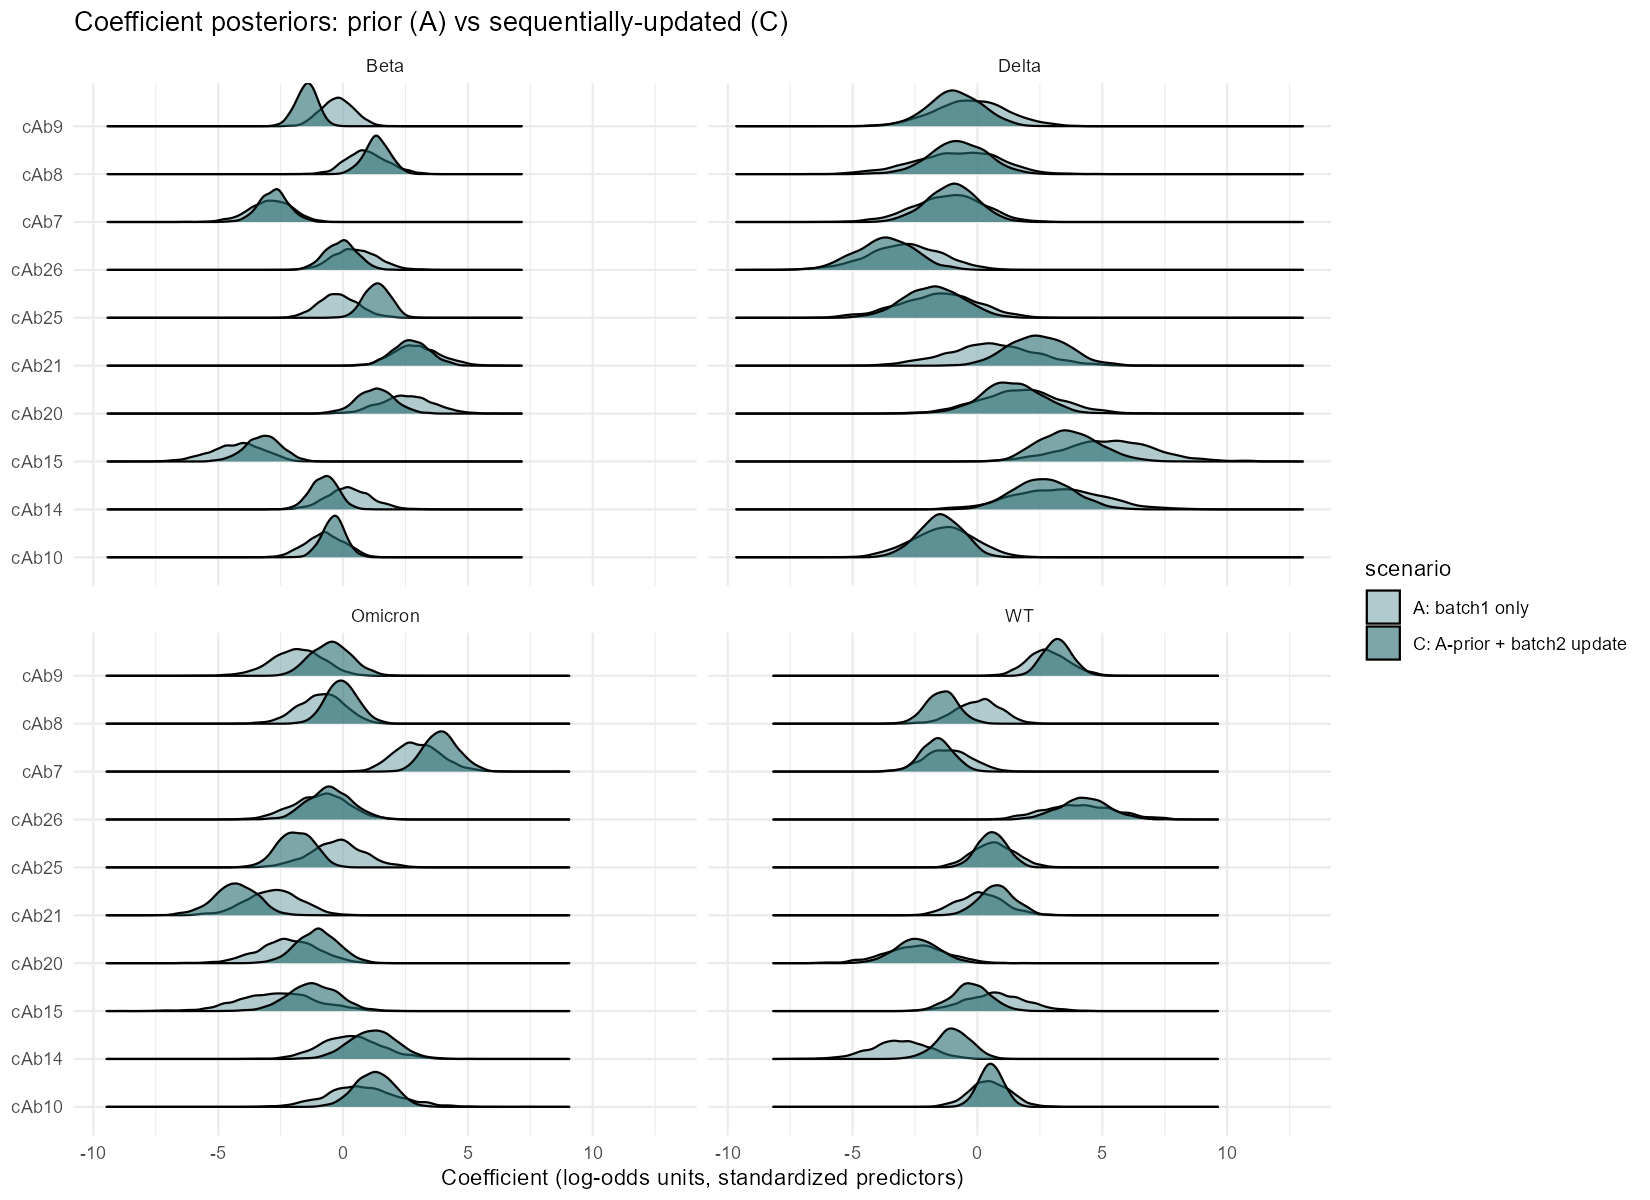 Coefficient posteriors: prior (A) vs sequentially-updated (C)
Beta
Delta
cAb9
cAb8
cAb7
cAb26
cAb25
cAb21
cAb20
cAb15
cAb14
cAb10
Omicron
WT
cAb9
cAb8
cAb7
cAb26
cAb25
cAb21
cAb20
cAb15
cAb14
cAb10
-10 -5 0 5 10 -10 -5 0 5 10
Coefficient (log-odds units, standardized predictors)
scenario
A: batch1 only
C: A-prior + batch2 update